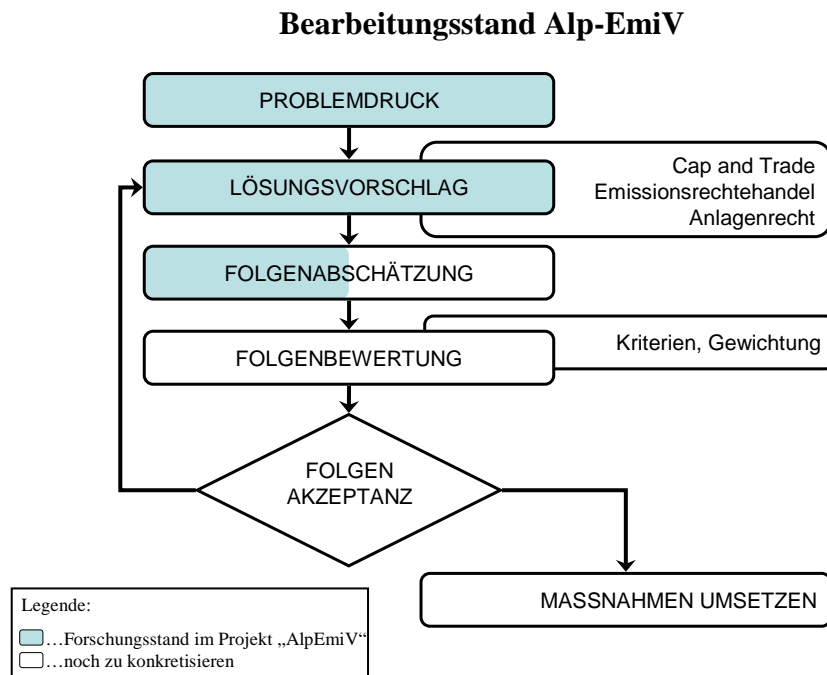 Bearbeitungsstand Alp-EmiV
PROBLEMDRUCK
LÖSUNGSVORSCHLAG
Cap and Trade
Emissionsrechtehandel
Anlagenrecht
FOLGENABSCHÄTZUNG
FOLGENBEWERTUNG
Kriterien, Gewichtung
FOLGEN
AKZEPTANZ
MASSNAHMEN UMSETZEN
Legende:
…Forschungsstand im Projekt „AlpEmiV“
…noch zu konkretisieren